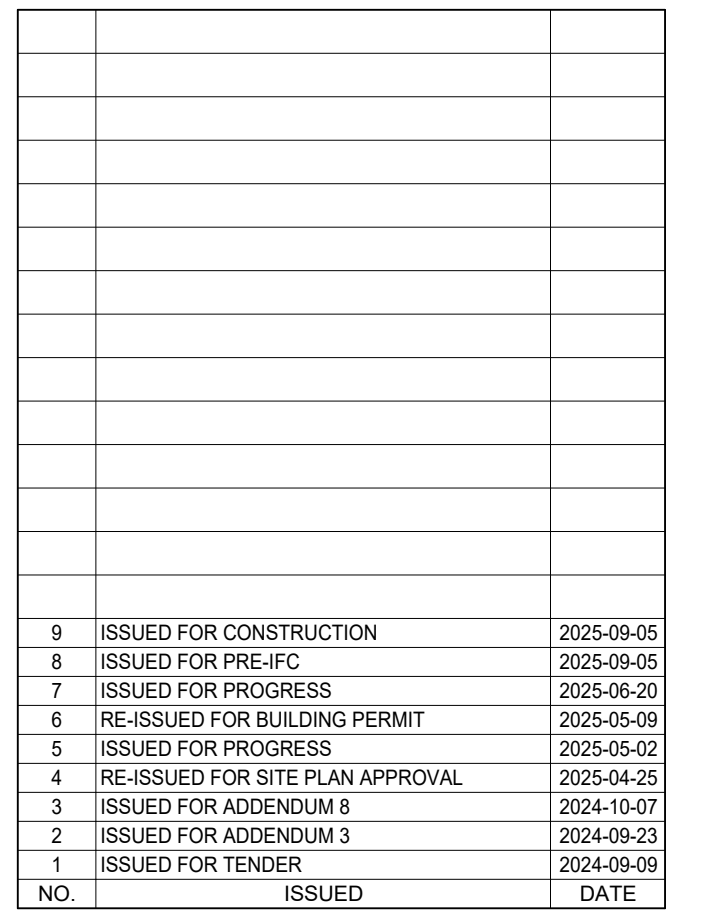 9 ISSUED FOR CONSTRUCTION 2025-09-05
8 ISSUED FOR PRE-IFC 2025-09-05
7 ISSUED FOR PROGRESS 2025-06-20
6 RE-ISSUED FOR BUILDING PERMIT 2025-05-09
5 ISSUED FOR PROGRESS 2025-05-02
4 RE-ISSUED FOR SITE PLAN APPROVAL 2025-04-25
3 ISSUED FOR ADDENDUM 8 2024-10-07
2 ISSUED FOR ADDENDUM 3 2024-09-23
1 ISSUED FOR TENDER 2024-09-09
NO. ISSUED DATE